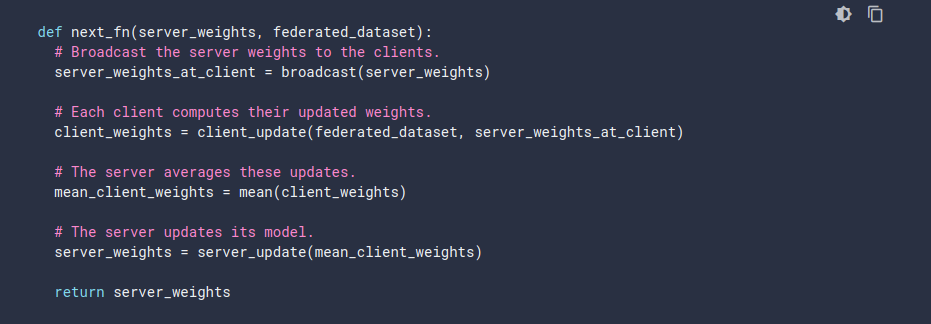 def next_fn(server_weights, federated_dataset):
  # Broadcast the server weights to the clients.
  server_weights_at_client = broadcast(server_weights)

  # Each client computes their updated weights.
  client_weights = client_update(federated_dataset, server_weights_at_client)

  # The server averages these updates.
  mean_client_weights = mean(client_weights)

  # The server updates its model.
  server_weights = server_update(mean_client_weights)

  return server_weights